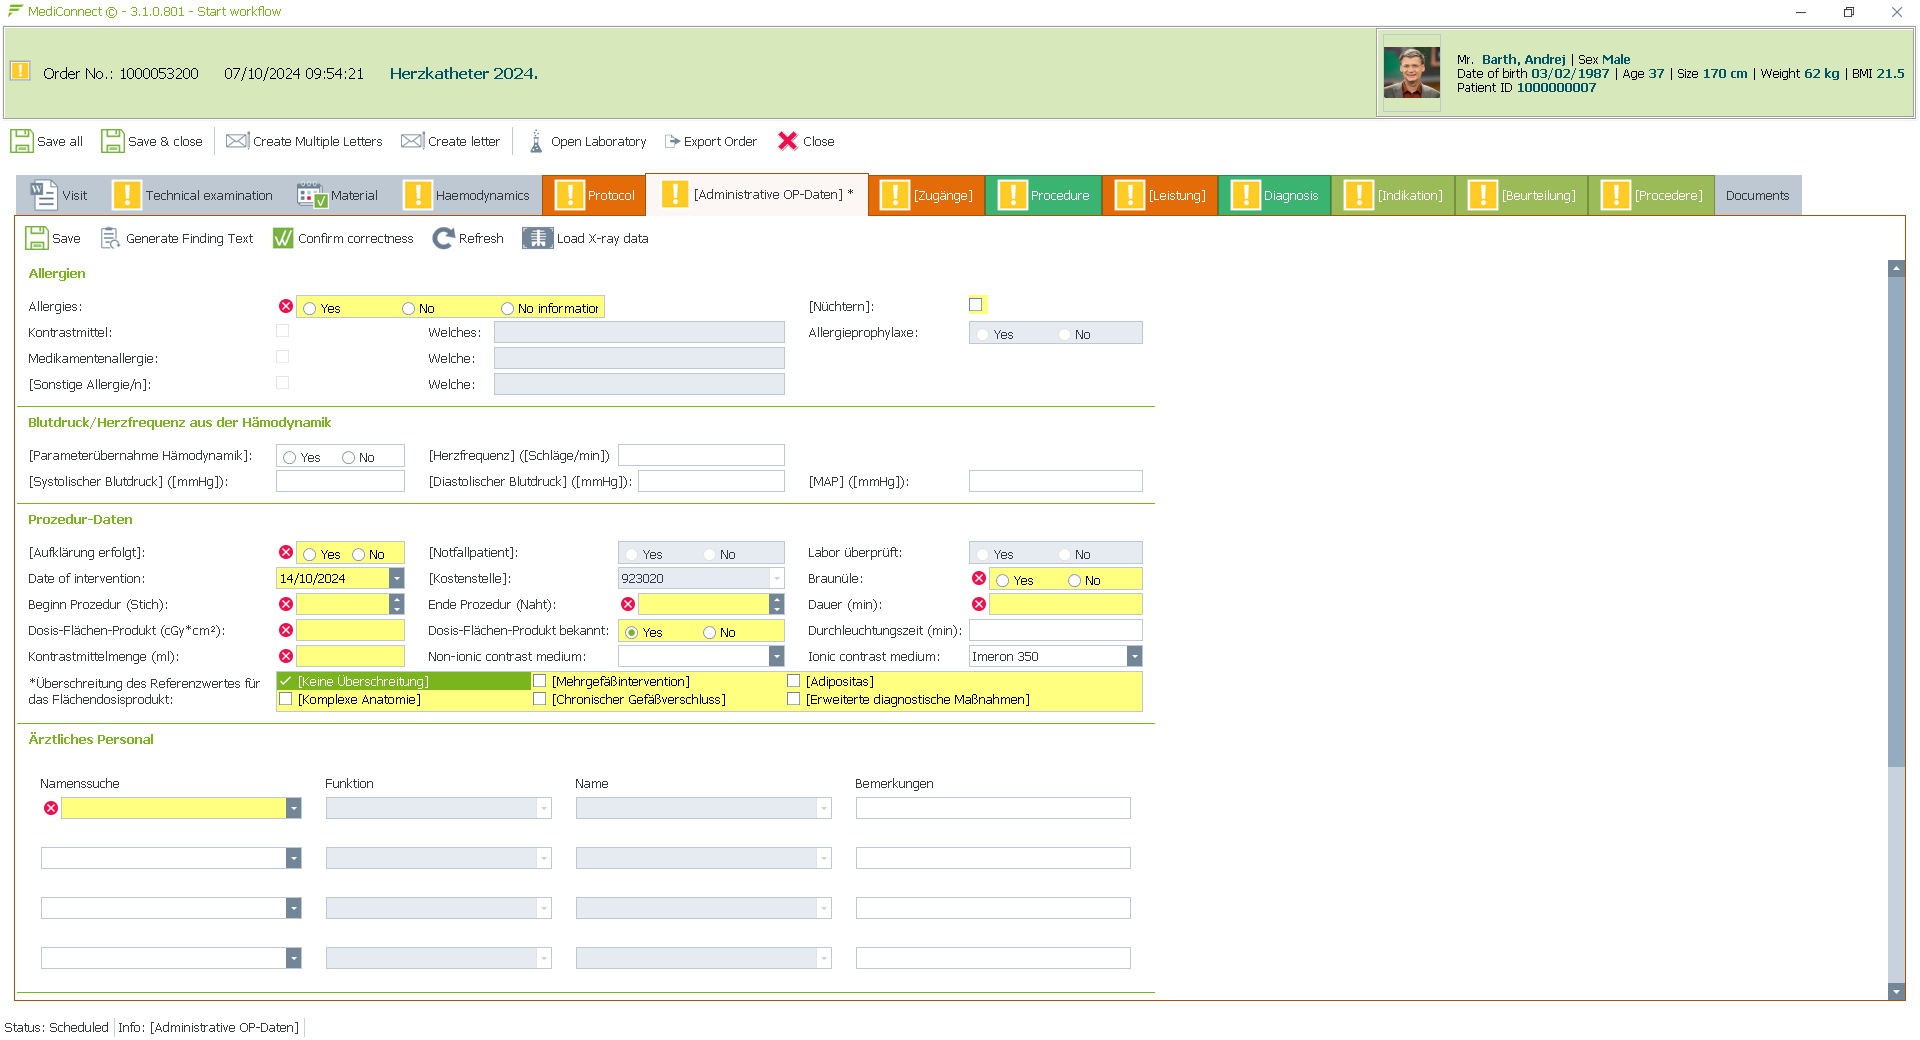 MediConnect © - 3.1.0.801 - Start workflow
Order No.: 1000053200 07/10/2024 09:54:21 Herzkatheter 2024.
Mr. Barth, Andrej | Sex Male
Date of birth 03/02/1987 | Age 37 | Size 170 cm | Weight 62 kg | BMI 21.5
Patient ID 1000000007
Save all Save & close Create Multiple Letters Create letter Open Laboratory Export Order Close
Visit Technical examination Material Haemodynamics Protocol [Administrative OP-Daten] * [Zugänge] Procedure [Leistung] Diagnosis [Indikation] [Beurteilung] [Procedere] Documents
Save Generate Finding Text Confirm correctness Refresh Load X-ray data
Allergien
Allergies: Yes No No information [Nüchtern]:
Kontrastmittel: Welches: Allergieprophylaxe: Yes No
Medikamentenallergie: Welche:
[Sonstige Allergie/n]: Welche:
Blutdruck/Herzfrequenz aus der Hämodynamik
[Parameterübernahme Hämodynamik]: Yes No [Herzfrequenz] ([Schläge/min])
[Systolischer Blutdruck] ([mmHg]): [Diastolischer Blutdruck] ([mmHg]): [MAP] ([mmHg]):
Prozedur-Daten
[Aufklärung erfolgt]: Yes No [Notfallpatient]: Yes No Labor überprüft: Yes No
Date of intervention: 14/10/2024 [Kostenstelle]: 923020 Braunüle: Yes No
Beginn Prozedur (Stich): Ende Prozedur (Naht): Dauer (min):
Dosis-Flächen-Produkt (cGy*cm²): Dosis-Flächen-Produkt bekannt: Yes No Durchleuchtungszeit (min):
Kontrastmittelmenge (ml): Non-ionic contrast medium: Ionic contrast medium: Imeron 350
*Überschreitung des Referenzwertes für das Flächendosisprodukt: [Keine Überschreitung] [Mehrgefäßintervention] [Adipositas]
[Komplexe Anatomie] [Chronischer Gefäßverschluss] [Erweiterte diagnostische Maßnahmen]
Ärztliches Personal
Namenssuche Funktion Name Bemerkungen
Status: Scheduled Info: [Administrative OP-Daten]